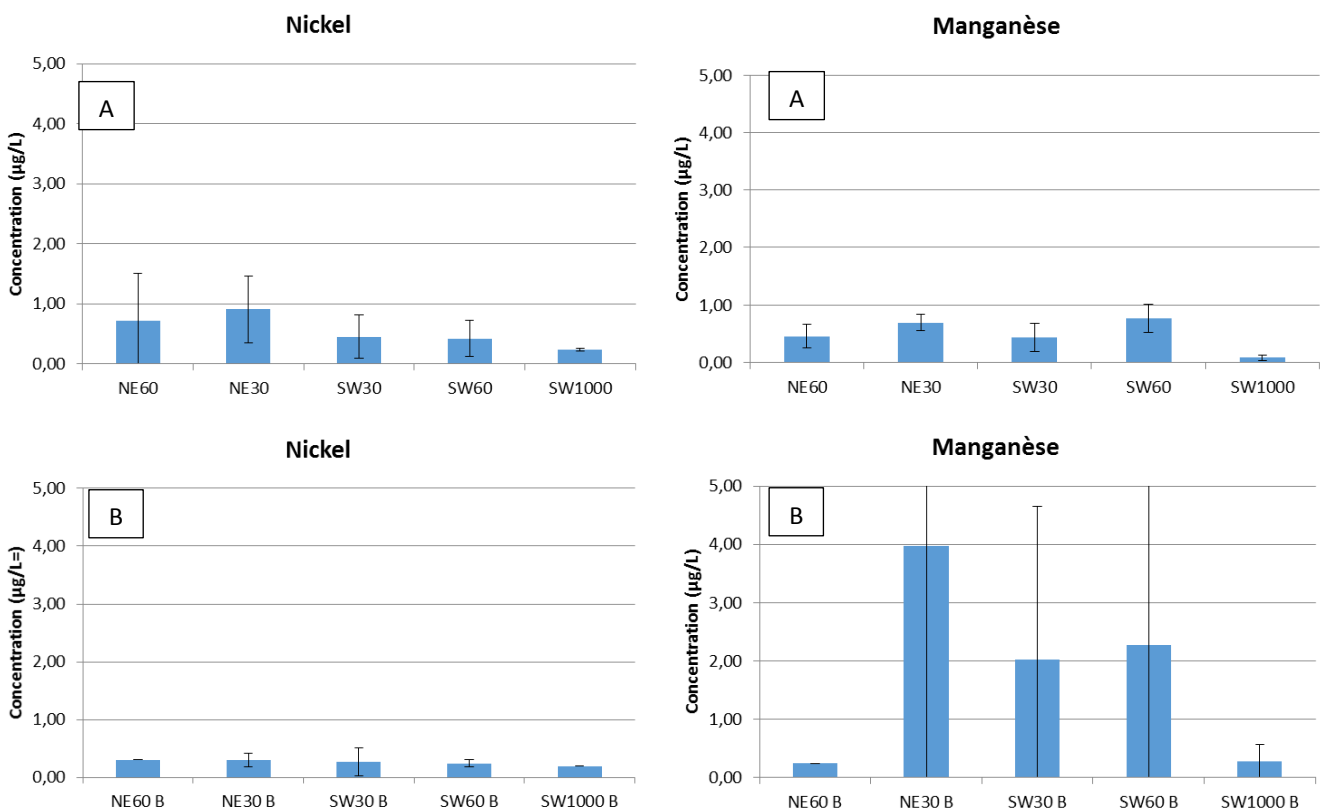 Nickel
5,00
A
4,00
3,00
2,00
1,00
0,00
Concentration (µg/L)
NE60 NE30 SW30 SW60 SW1000
Manganèse
5,00
A
4,00
3,00
2,00
1,00
0,00
Concentration (µg/L)
NE60 NE30 SW30 SW60 SW1000
Nickel
5,00
B
4,00
3,00
2,00
1,00
0,00
Concentration (µg/L=)
NE60 B NE30 B SW30 B SW60 B SW1000 B
Manganèse
5,00
B
4,00
3,00
2,00
1,00
0,00
Concentration (µg/L)
NE60 B NE30 B SW30 B SW60 B SW1000 B